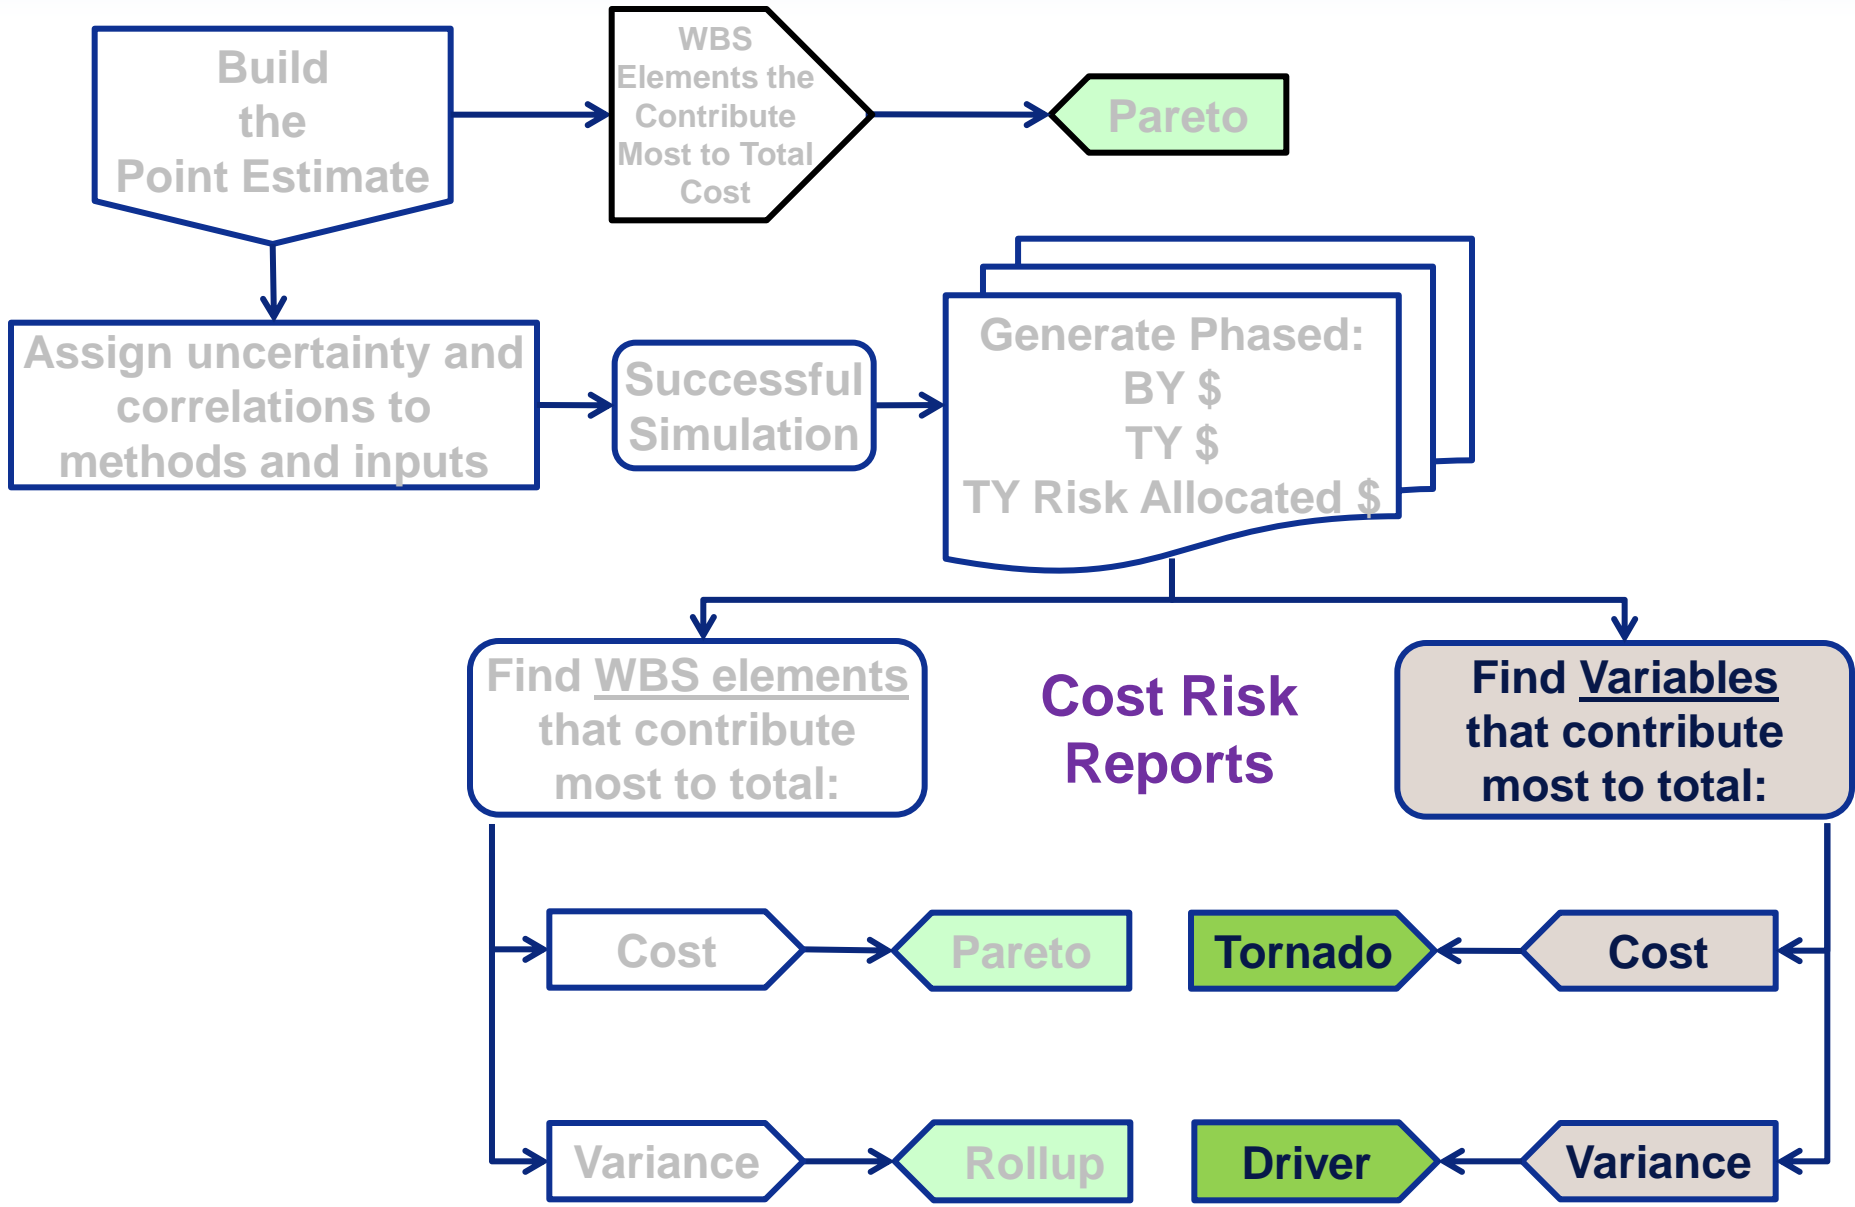 Build
the
Point Estimate
WBS
Elements the
Contribute
Most to Total
Cost
Pareto
Assign uncertainty and
correlations to
methods and inputs
Successful
Simulation
Generate Phased:
BY $
TY $
TY Risk Allocated $
Find WBS elements
that contribute
most to total:
Cost Risk
Reports
Find Variables
that contribute
most to total:
Cost
Pareto
Tornado
Cost
Variance
Rollup
Driver
Variance